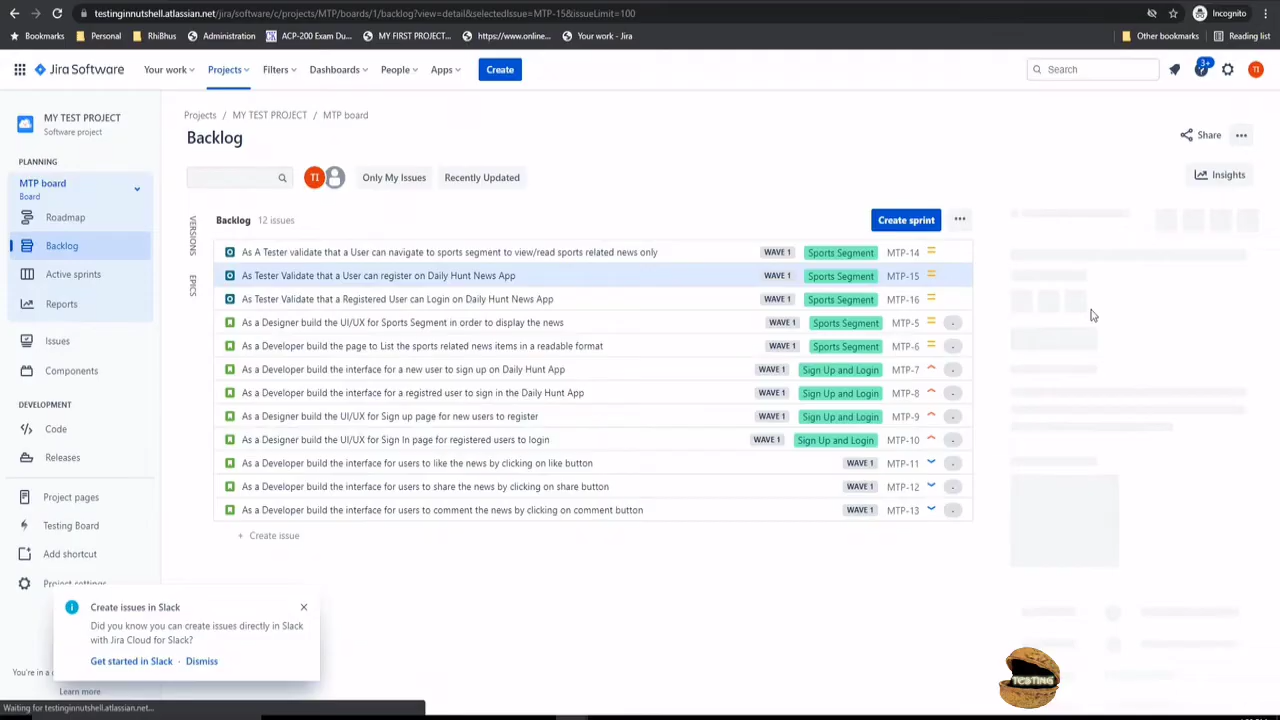 testinginnutshell.atlassian.net/jira/software/c/projects/MTP/boards/1/backlog?view=detail&selectedIssue=MTP-15&issueLimit=100
Incognito
Bookmarks Personal RhiBhus Administration ACP-200 Exam Du... MY FIRST PROJECT... https://www.online... Your work - Jira Other bookmarks Reading list
Jira Software Your work Projects Filters Dashboards People Apps Create Search 3+ TI
MY TEST PROJECT
Software project
PLANNING
MTP board
Board
Roadmap
Backlog
Active sprints
Reports
Issues
Components
DEVELOPMENT
Code
Releases
Project pages
Testing Board
Add shortcut
Project settings
You're in a
Learn more
Projects / MY TEST PROJECT / MTP board
Backlog
Share
TI Only My Issues Recently Updated
Insights
VERSIONS
EPICS
Backlog 12 issues Create sprint
As A Tester validate that a User can navigate to sports segment to view/read sports related news only WAVE 1 Sports Segment MTP-14
As Tester Validate that a User can register on Daily Hunt News App WAVE 1 Sports Segment MTP-15
As Tester Validate that a Registered User can Login on Daily Hunt News App WAVE 1 Sports Segment MTP-16
As a Designer build the UI/UX for Sports Segment in order to display the news WAVE 1 Sports Segment MTP-5 -
As a Developer build the page to List the sports related news items in a readable format WAVE 1 Sports Segment MTP-6 -
As a Developer build the interface for a new user to sign up on Daily Hunt App WAVE 1 Sign Up and Login MTP-7 -
As a Developer build the interface for a registred user to sign in the Daily Hunt App WAVE 1 Sign Up and Login MTP-8 -
As a Designer build the UI/UX for Sign up page for new users to register WAVE 1 Sign Up and Login MTP-9 -
As a Designer build the UI/UX for Sign In page for registered users to login WAVE 1 Sign Up and Login MTP-10 -
As a Developer build the interface for users to like the news by clicking on like button WAVE 1 MTP-11 -
As a Developer build the interface for users to share the news by clicking on share button WAVE 1 MTP-12 -
As a Developer build the interface for users to comment the news by clicking on comment button WAVE 1 MTP-13 -
+ Create issue
Create issues in Slack
Did you know you can create issues directly in Slack
with Jira Cloud for Slack?
Get started in Slack · Dismiss
Waiting for testinginnutshell.atlassian.net...
TESTING